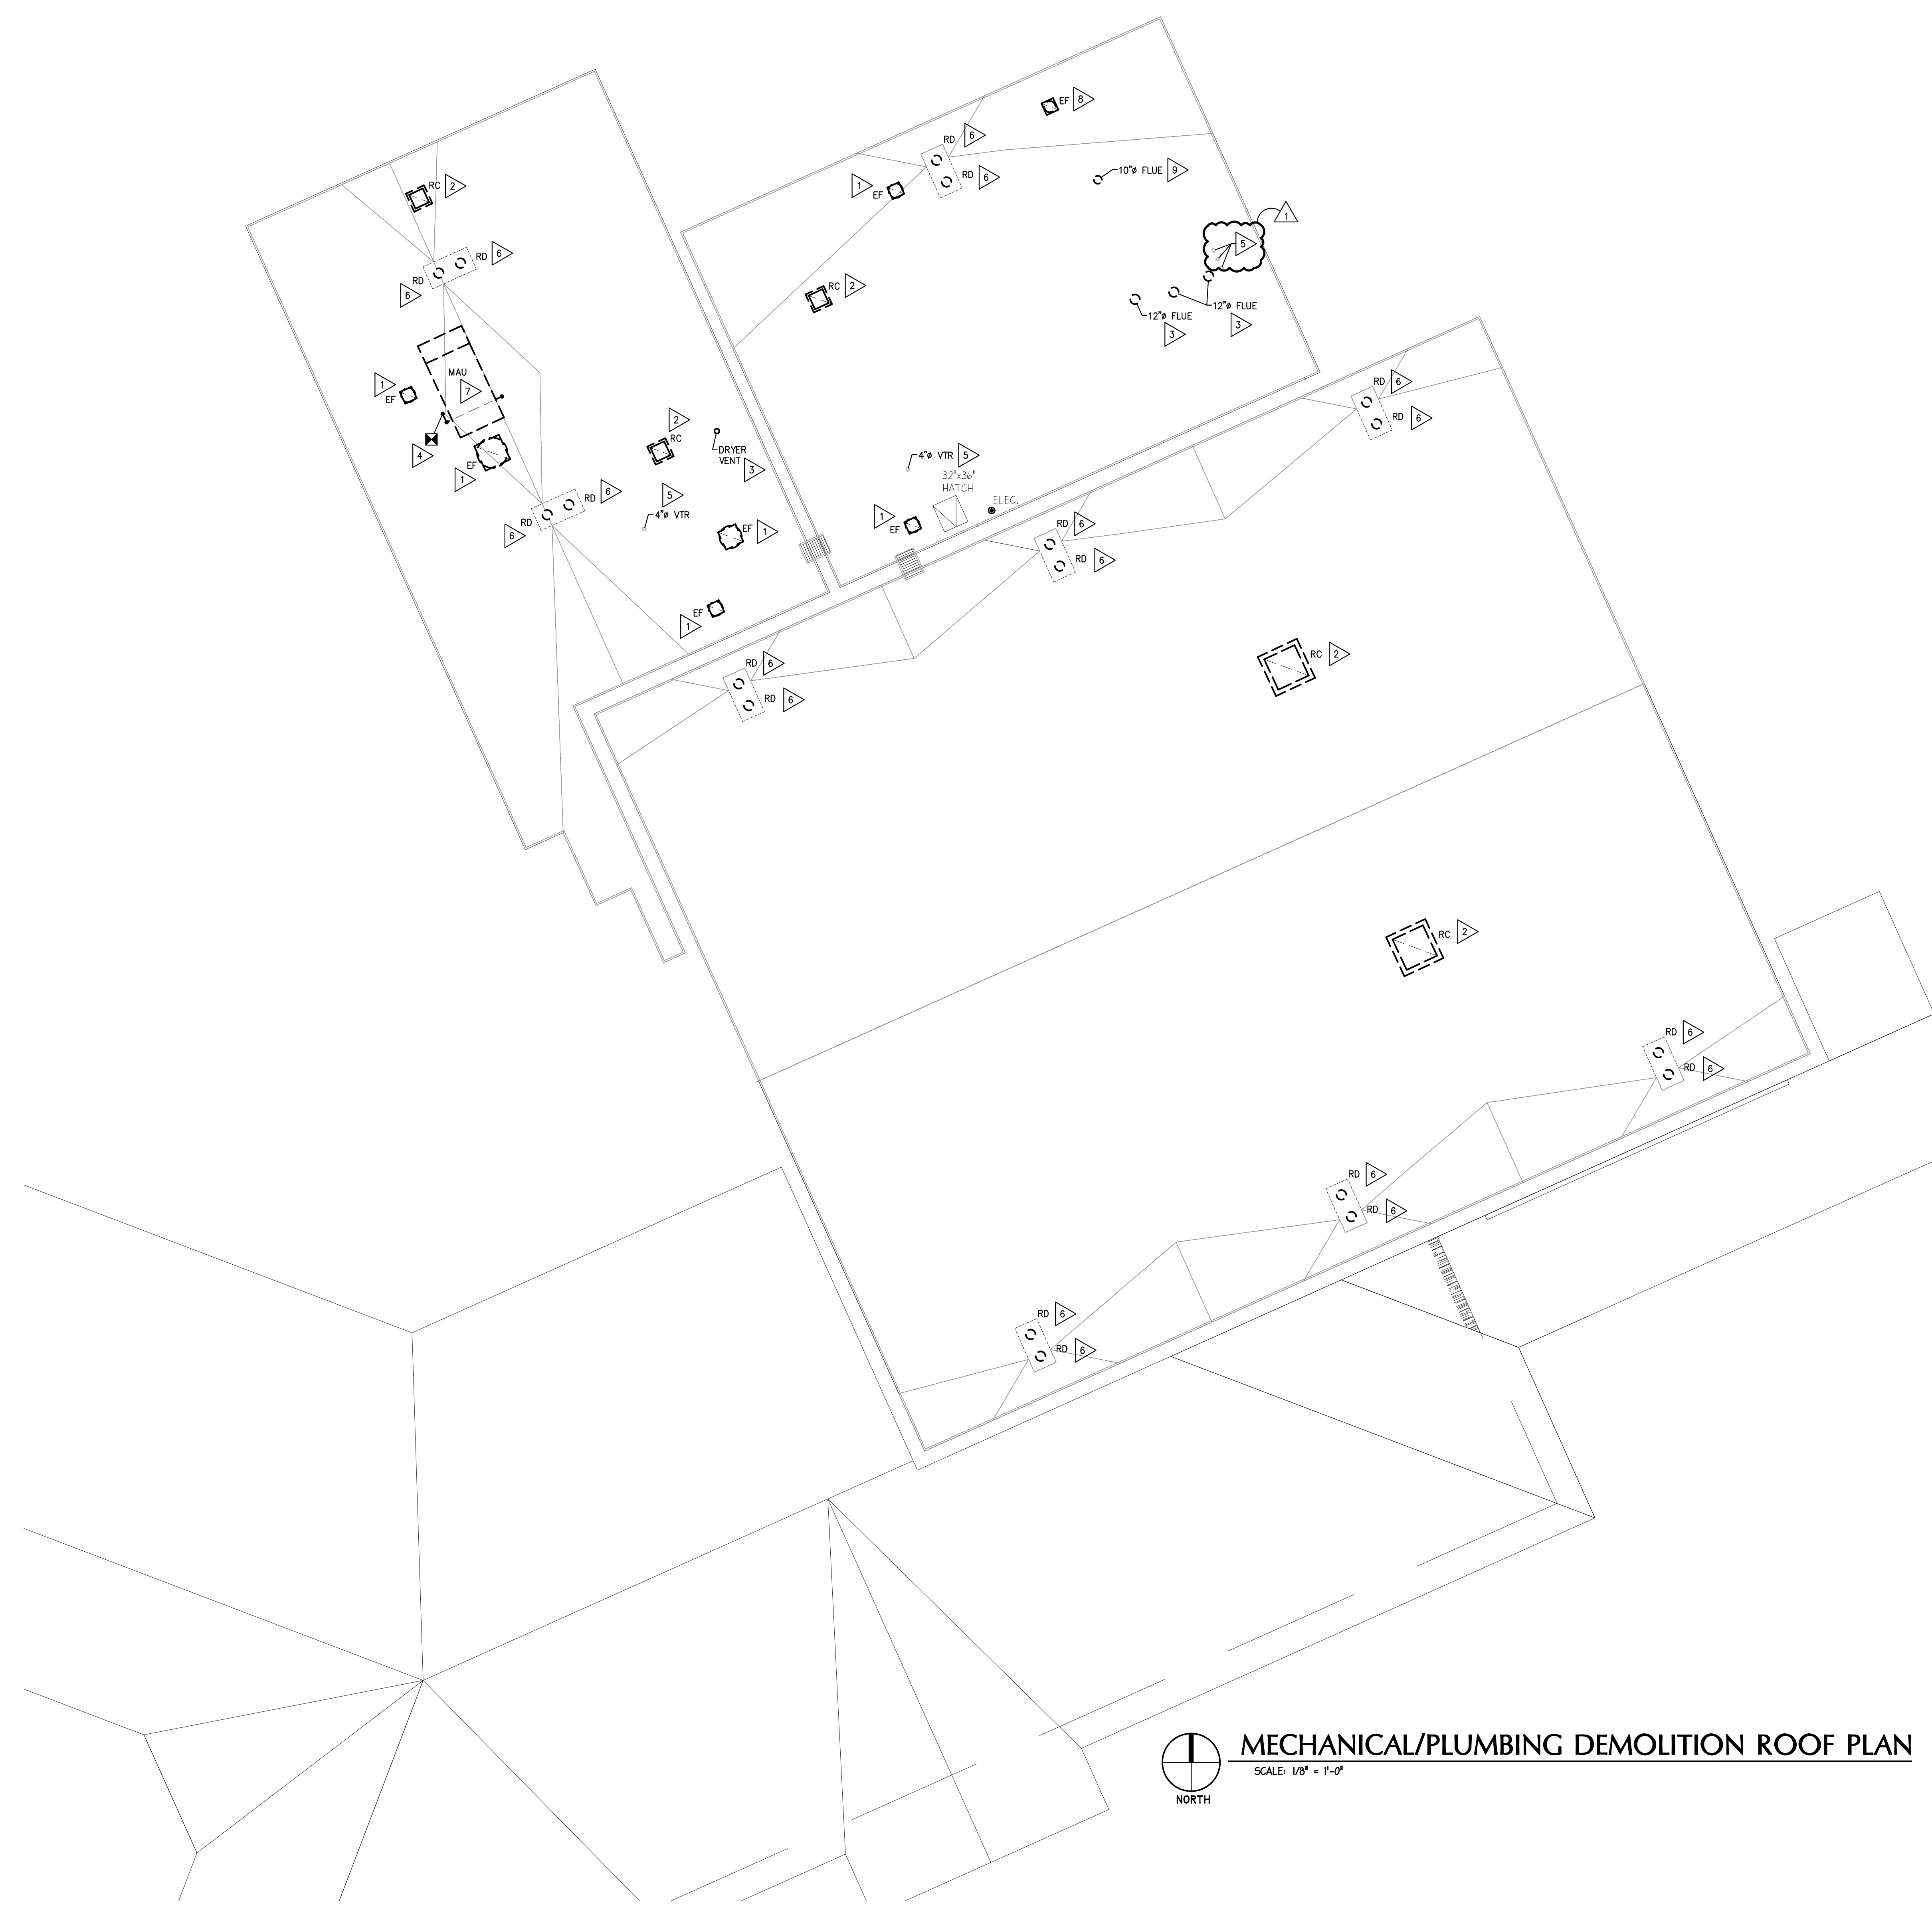 EF 8
RD 6
RD 6
1 EF
10"ø FLUE 9
RC 2
1
5
RD 6
RD
6
RC 2
12"ø FLUE
3
12"ø FLUE
3
MAU
7
1
EF
4
EF
1
2
RC
DRYER
VENT 3
5
4"ø VTR
RD 6
RD
6
EF 1
EF
1
4"ø VTR 5
32"x36"
HATCH
ELEC.
1
EF
RD 6
RD 6
RD 6
RD 6
RD 6
RD 6
RC 2
RC 2
RD 6
RD 6
RD 6
RD 6
RD 6
RD 6
MECHANICAL/PLUMBING DEMOLITION ROOF PLAN
SCALE: 1/8" = 1'-0"
NORTH